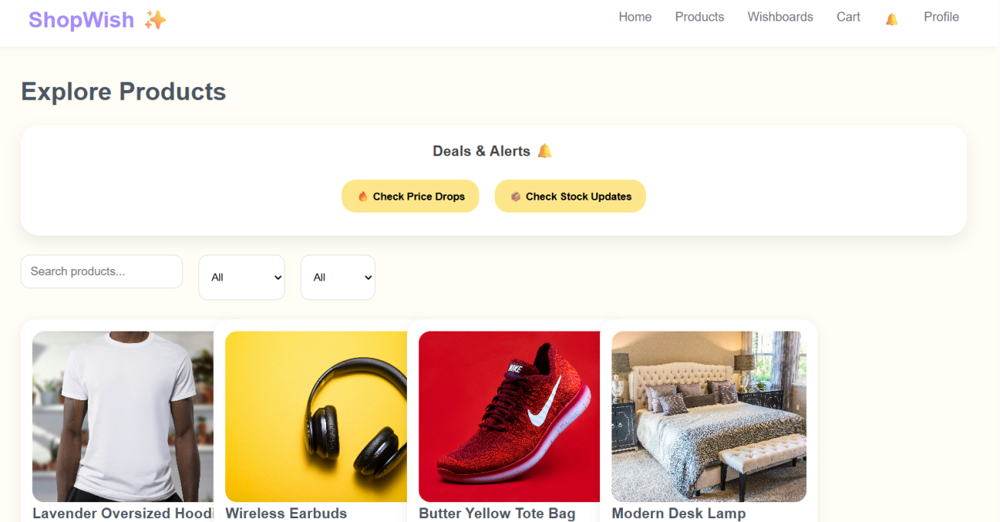 ShopWish ✨
Home Products Wishboards Cart 🔔 Profile
Explore Products
Deals & Alerts 🔔
🔥 Check Price Drops 📦 Check Stock Updates
Search products... All All
NIKE
Lavender Oversized Hoodi Wireless Earbuds Butter Yellow Tote Bag Modern Desk Lamp